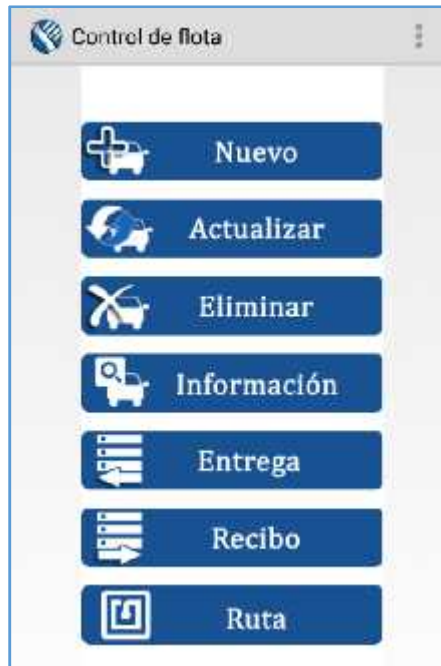 Control de flota
Nuevo
Actualizar
Eliminar
Información
Entrega
Recibo
Ruta